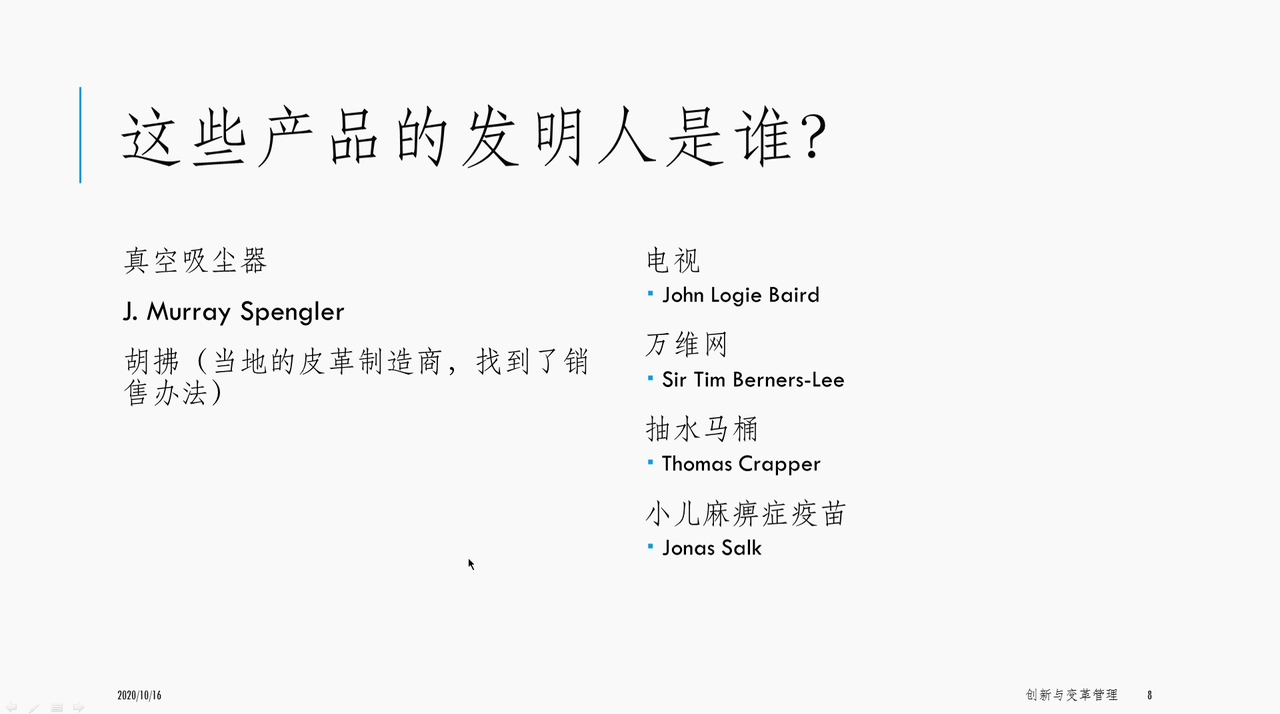 这些产品的发明人是谁?
真空吸尘器
J. Murray Spengler
胡拂（当地的皮革制造商，找到了销
售办法）
电视
John Logie Baird
万维网
Sir Tim Berners-Lee
抽水马桶
Thomas Crapper
小儿麻痹症疫苗
Jonas Salk
2020/10/16
创新与变革管理
8